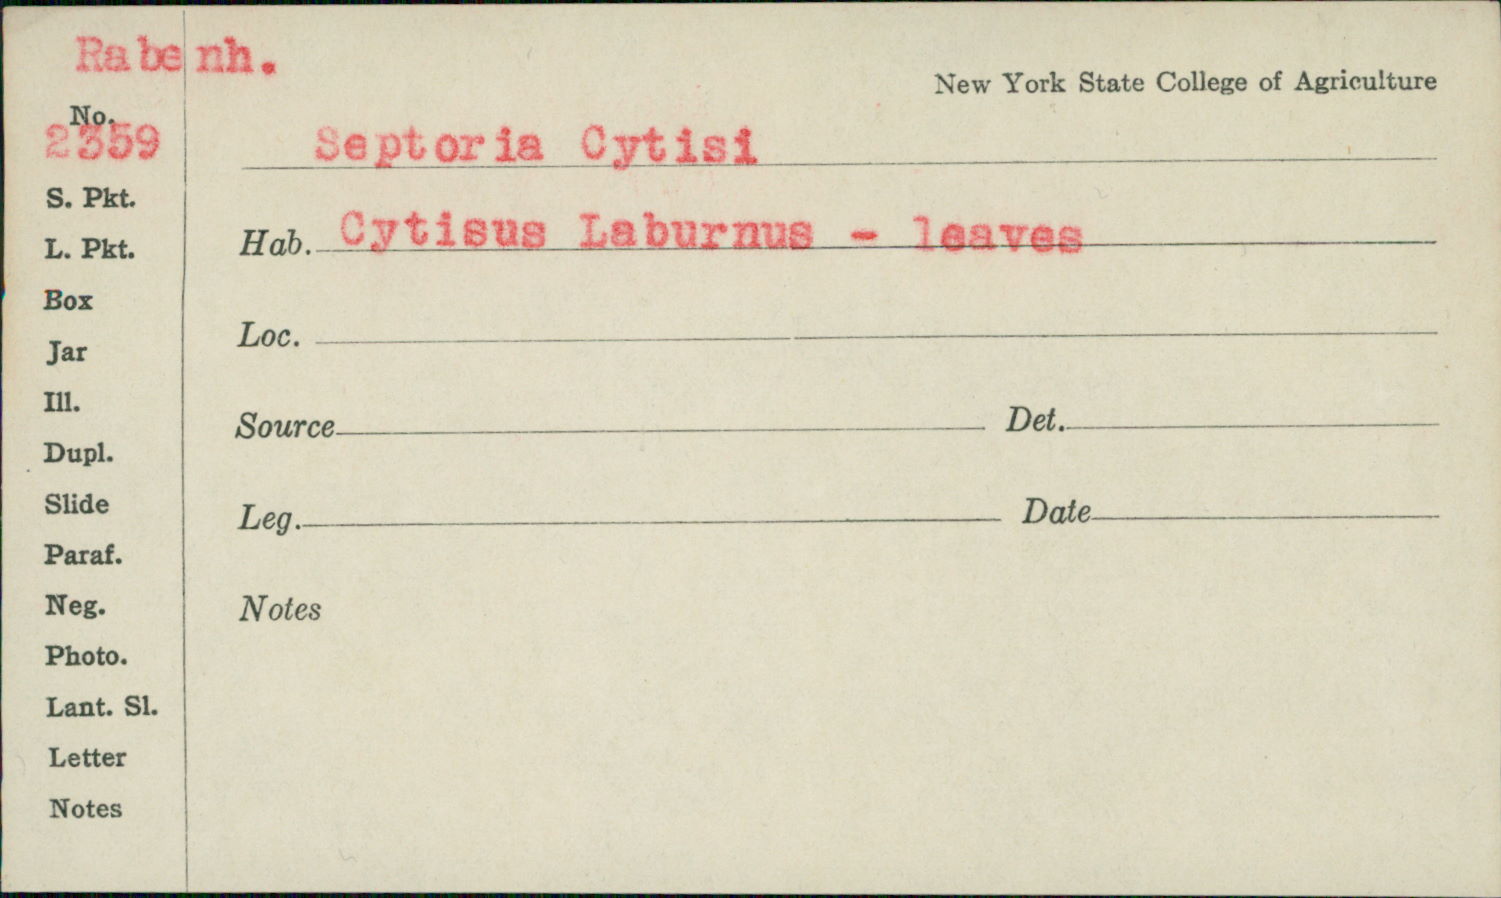 Rabenh.
New York State College of Agriculture
No.
2359
Septoria Cytisi
S. Pkt.
Hab. Cytisus Laburnus - leaves
L. Pkt.
Box
Loc.
Jar
Ill.
Source Det.
Dupl.
Slide
Leg. Date
Paraf.
Neg.
Notes
Photo.
Lant. Sl.
Letter
Notes